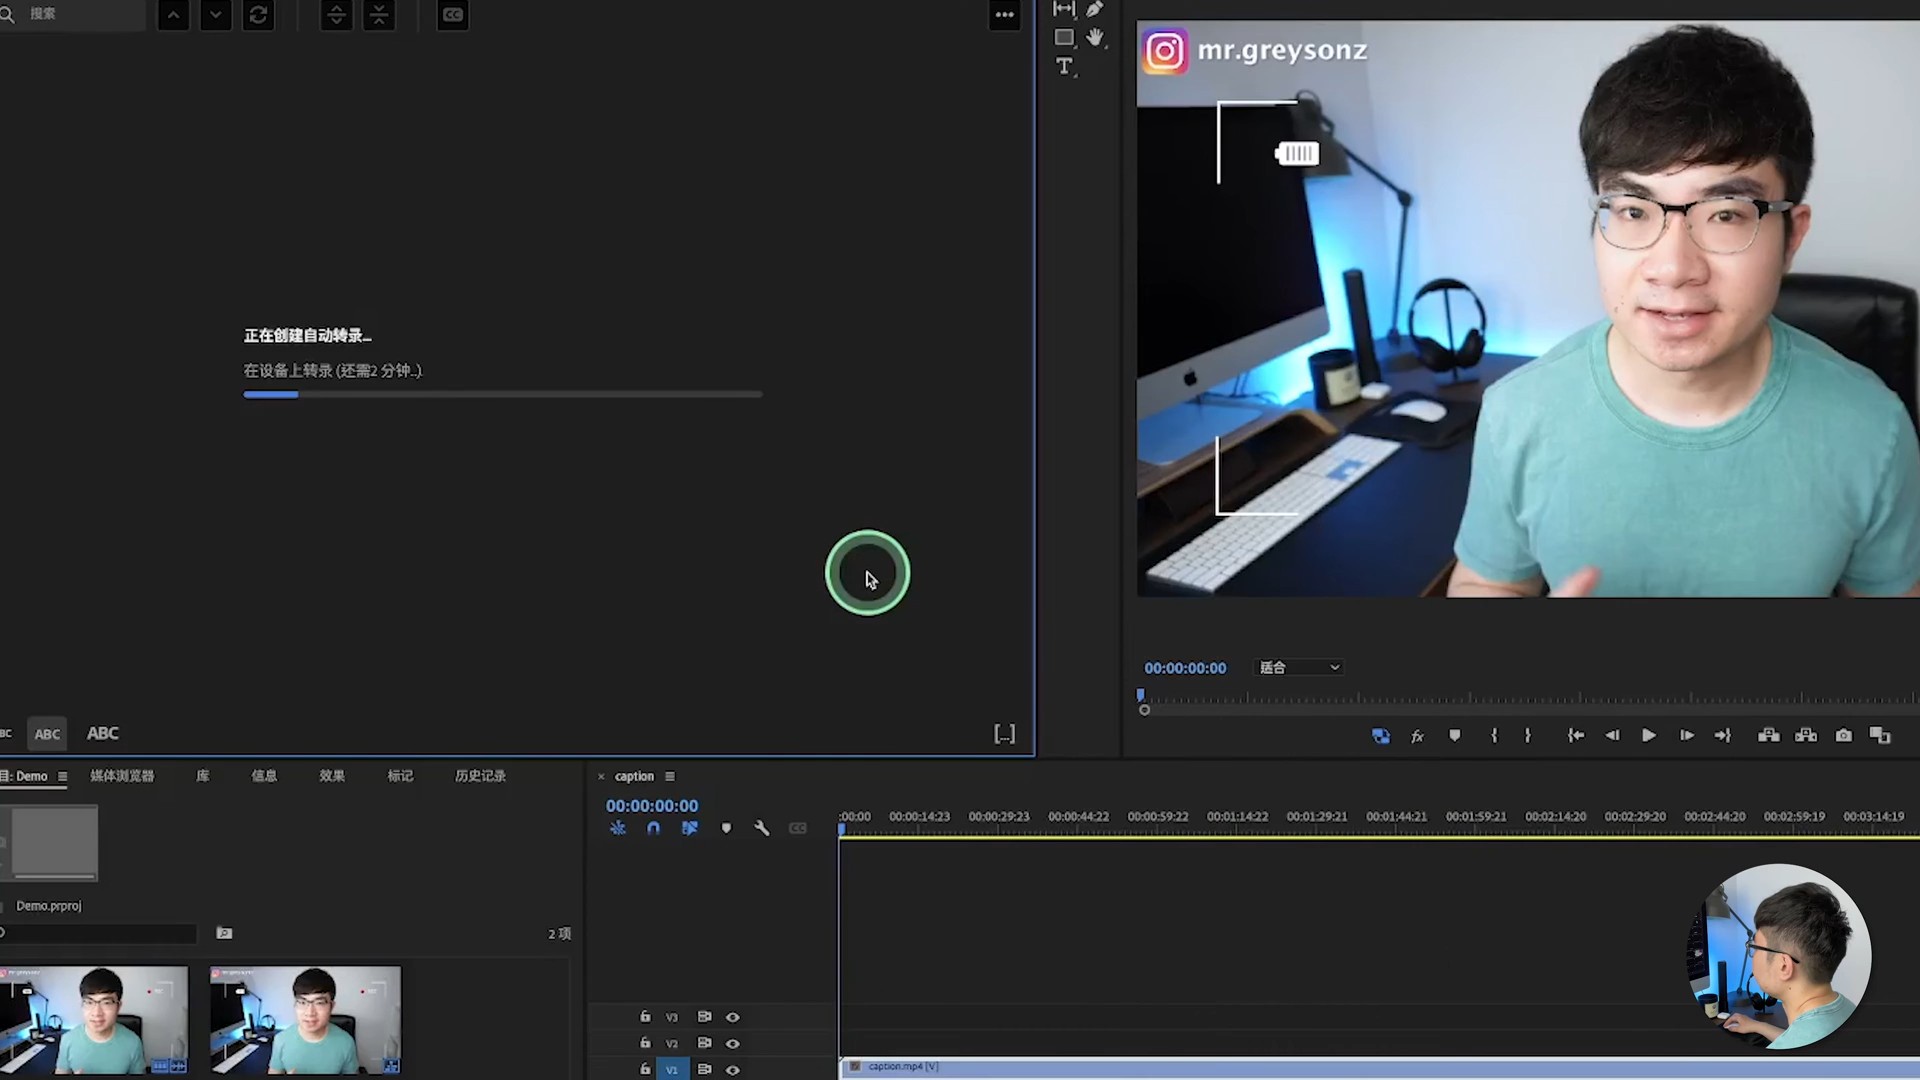 搜索
mr.greysonz
正在创建自动转录...
在设备上转录 (还需2 分钟..)
00:00:00:00
适合
ABC
ABC
[...]
fx
目: Demo
媒体浏览器
库
信息
效果
标记
历史记录
Demo.prproj
2 项
× caption
00:00:00:00
:00:00
00:00:14:23
00:00:29:23
00:00:44:22
00:00:59:22
00:01:14:22
00:01:29:21
00:01:44:21
00:01:59:21
00:02:14:20
00:02:29:20
00:02:44:20
00:02:59:19
00:03:14:19
V3
V2
V1
caption.mp4 [V]